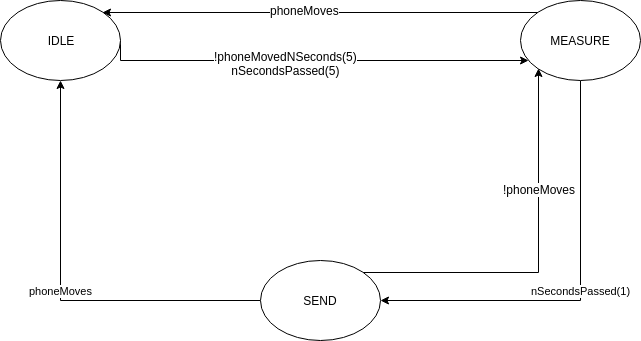 phoneMoves
IDLE
MEASURE
!phoneMovedNSeconds(5)
nSecondsPassed(5)
!phoneMoves
phoneMoves
nSecondsPassed(1)
SEND